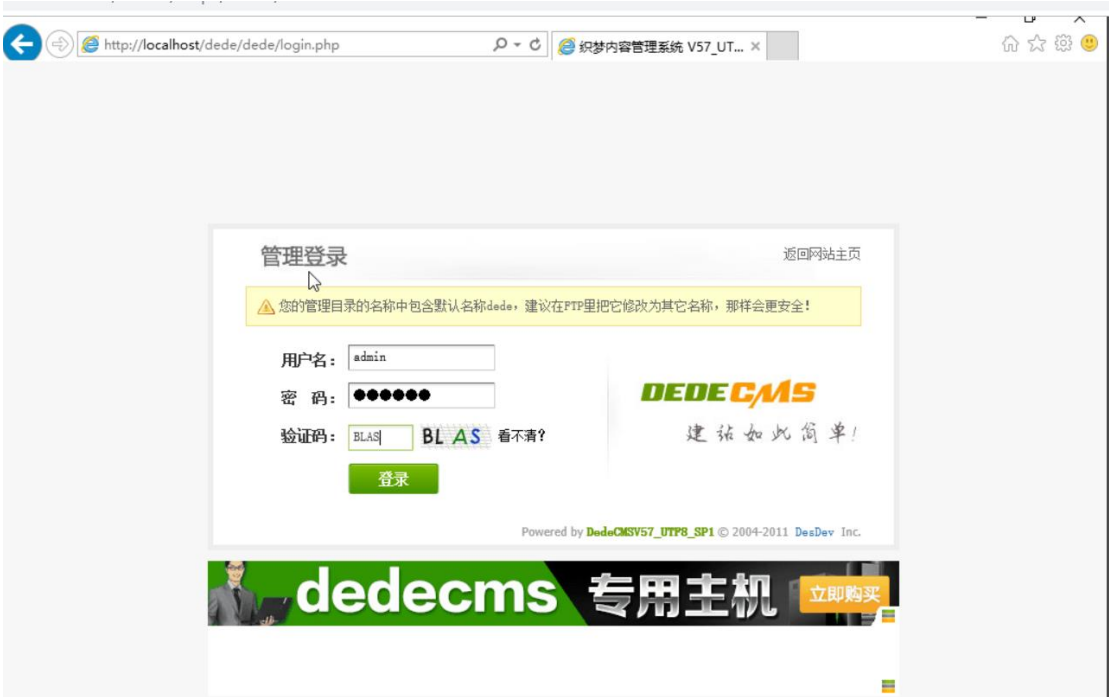 http://localhost/dede/dede/login.php
织梦内容管理系统 V57_UT...
管理登录
返回网站主页
您的管理目录的名称中包含默认名称dede，建议在FTP里把它修改为其它名称，那样会更安全！
用户名：
admin
密 码：
●●●●●●
验证码：
BLAS
BLAS
看不清？
登录
DEDECMS
建站如此简单！
Powered by DedeCMSV57_UTF8_SP1 © 2004-2011 DesDev Inc.
dedecms 专用主机 立即购买